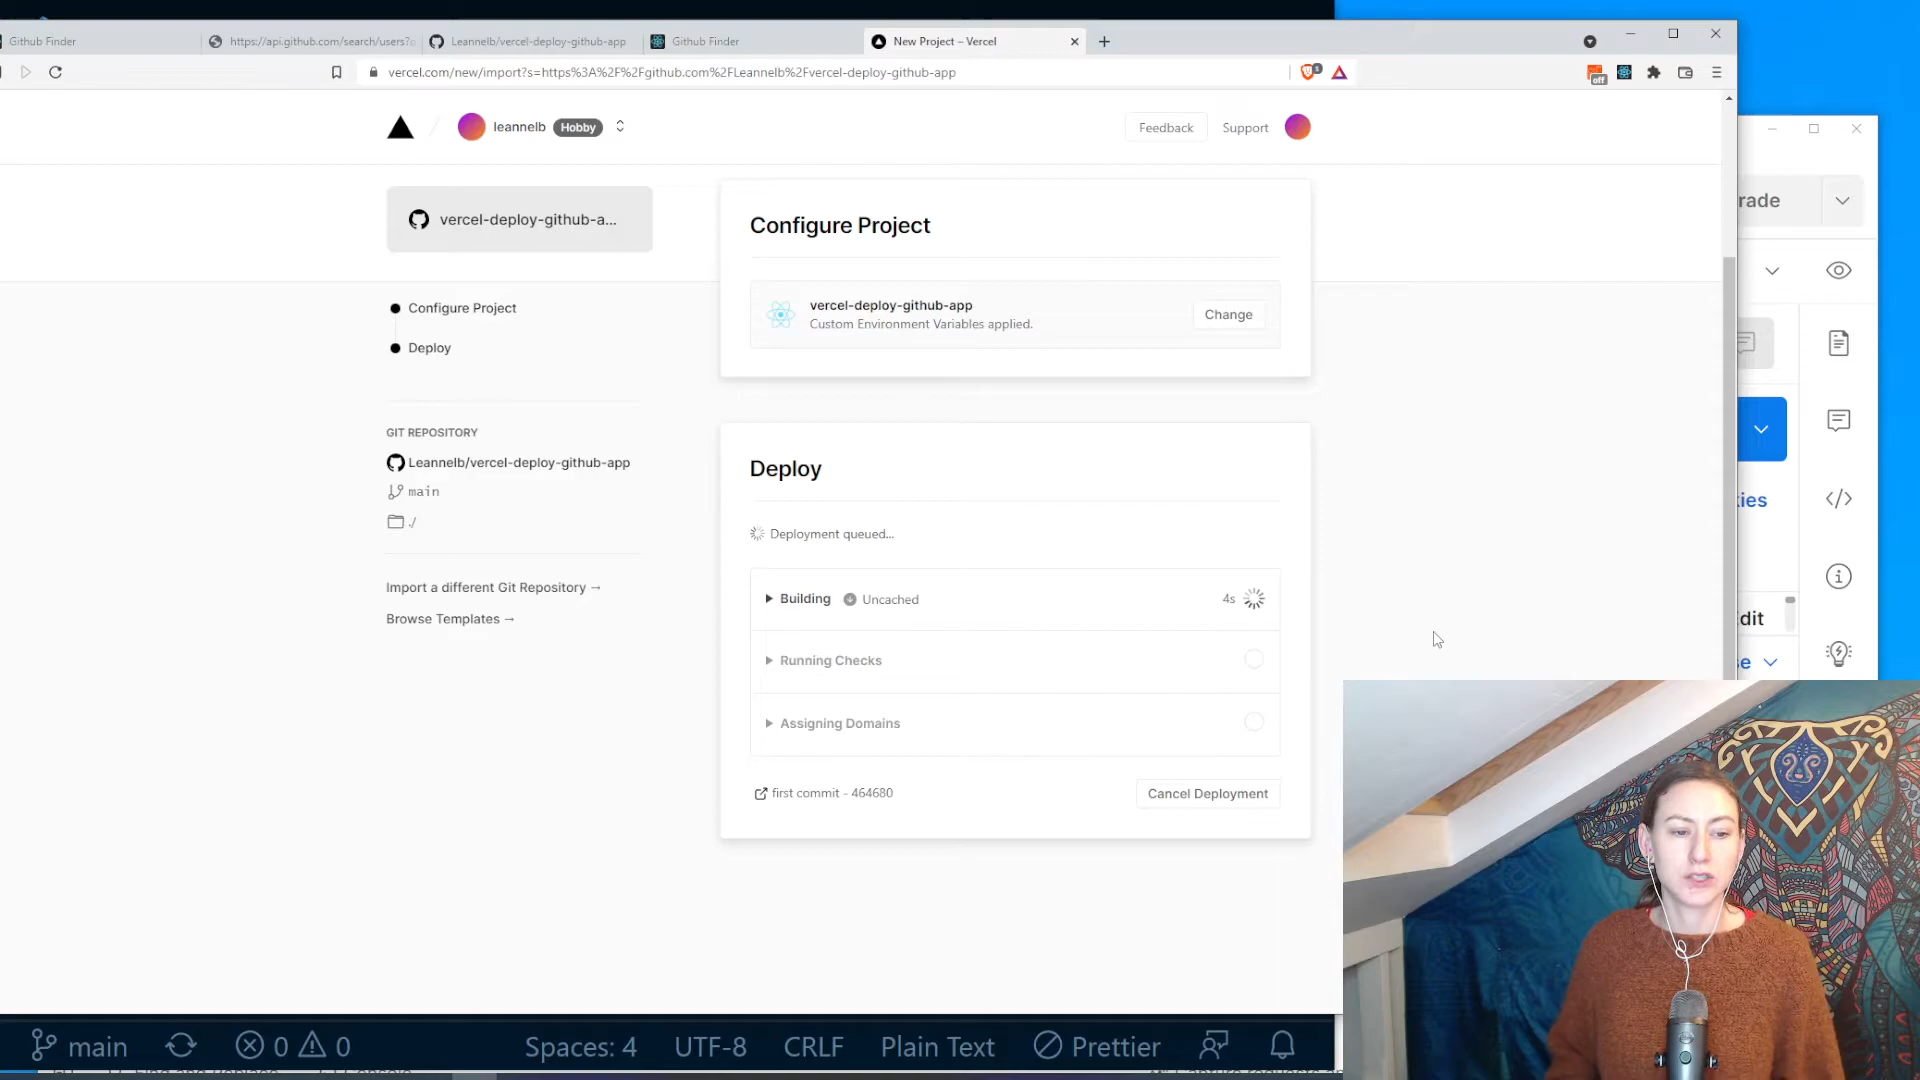 Github Finder
https://api.github.com/search/users?c
Leannelb/vercel-deploy-github-app
Github Finder
New Project – Vercel
vercel.com/new/import?s=https%3A%2F%2Fgithub.com%2FLeannelb%2Fvercel-deploy-github-app
off
leannelb
Hobby
Feedback
Support
vercel-deploy-github-a...
Configure Project
Deploy
GIT REPOSITORY
Leannelb/vercel-deploy-github-app
main
./
Import a different Git Repository →
Browse Templates →
Configure Project
vercel-deploy-github-app
Custom Environment Variables applied.
Change
Deploy
Deployment queued...
Building
Uncached
4s
Running Checks
Assigning Domains
first commit - 464680
Cancel Deployment
rade
kies
dit
se
main
0
0
Spaces: 4
UTF-8
CRLF
Plain Text
Prettier